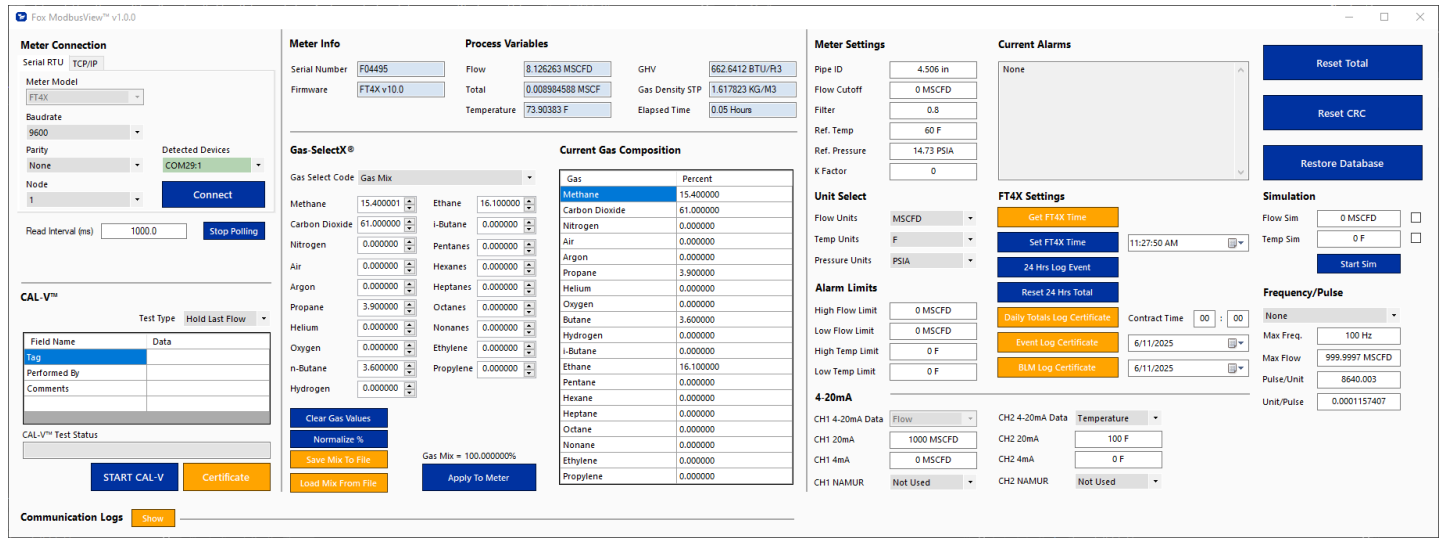 Fox ModbusView™ v1.0.0
Meter Connection
Serial RTU TCP/IP
Meter Model
FT4X
Baudrate
9600
Parity Detected Devices
None COM29:1
Node
1 Connect
Read Interval (ms) 1000.0 Stop Polling
CAL-V™
Test Type Hold Last Flow
Field Name Data
Tag
Performed By
Comments
CAL-V™ Test Status
START CAL-V Certificate
Communication Logs Show
Meter Info
Serial Number F04495
Firmware FT4X v10.0
Process Variables
Flow 8.126263 MSCFD GHV 662.6412 BTU/Ft3
Total 0.008984588 MSCF Gas Density STP 1.617823 KG/M3
Temperature 73.90383 F Elapsed Time 0.05 Hours
Gas-SelectX®
Gas Select Code Gas Mix
Methane 15.400001 Ethane 16.100000
Carbon Dioxide 61.000000 i-Butane 0.000000
Nitrogen 0.000000 Pentanes 0.000000
Air 0.000000 Hexanes 0.000000
Argon 0.000000 Heptanes 0.000000
Propane 3.900000 Octanes 0.000000
Helium 0.000000 Nonanes 0.000000
Oxygen 0.000000 Ethylene 0.000000
n-Butane 3.600000 Propylene 0.000000
Hydrogen 0.000000
Clear Gas Values
Normalize %
Save Mix To File
Load Mix From File
Gas Mix = 100.000000%
Apply To Meter
Current Gas Composition
Gas Percent
Methane 15.400000
Carbon Dioxide 61.000000
Nitrogen 0.000000
Air 0.000000
Argon 0.000000
Propane 3.900000
Helium 0.000000
Oxygen 0.000000
Butane 3.600000
Hydrogen 0.000000
i-Butane 0.000000
Ethane 16.100000
Pentane 0.000000
Hexane 0.000000
Heptane 0.000000
Octane 0.000000
Nonane 0.000000
Ethylene 0.000000
Propylene 0.000000
Meter Settings
Pipe ID 4.506 in
Flow Cutoff 0 MSCFD
Filter 0.8
Ref. Temp 60 F
Ref. Pressure 14.73 PSIA
K Factor 0
Unit Select
Flow Units MSCFD
Temp Units F
Pressure Units PSIA
Alarm Limits
High Flow Limit 0 MSCFD
Low Flow Limit 0 MSCFD
High Temp Limit 0 F
Low Temp Limit 0 F
4-20mA
CH1 4-20mA Data Flow CH2 4-20mA Data Temperature
CH1 20mA 1000 MSCFD CH2 20mA 100 F
CH1 4mA 0 MSCFD CH2 4mA 0 F
CH1 NAMUR Not Used CH2 NAMUR Not Used
Current Alarms
None
FT4X Settings
Get FT4X Time
Set FT4X Time 11:27:50 AM
24 Hrs Log Event
Reset 24 Hrs Total
Daily Totals Log Certificate Contract Time 00 : 00
Event Log Certificate 6/11/2025
BLM Log Certificate 6/11/2025
Reset Total
Reset CRC
Restore Database
Simulation
Flow Sim 0 MSCFD
Temp Sim 0 F
Start Sim
Frequency/Pulse
None
Max Freq. 100 Hz
Max Flow 999.9997 MSCFD
Pulse/Unit 8640.003
Unit/Pulse 0.0001157407